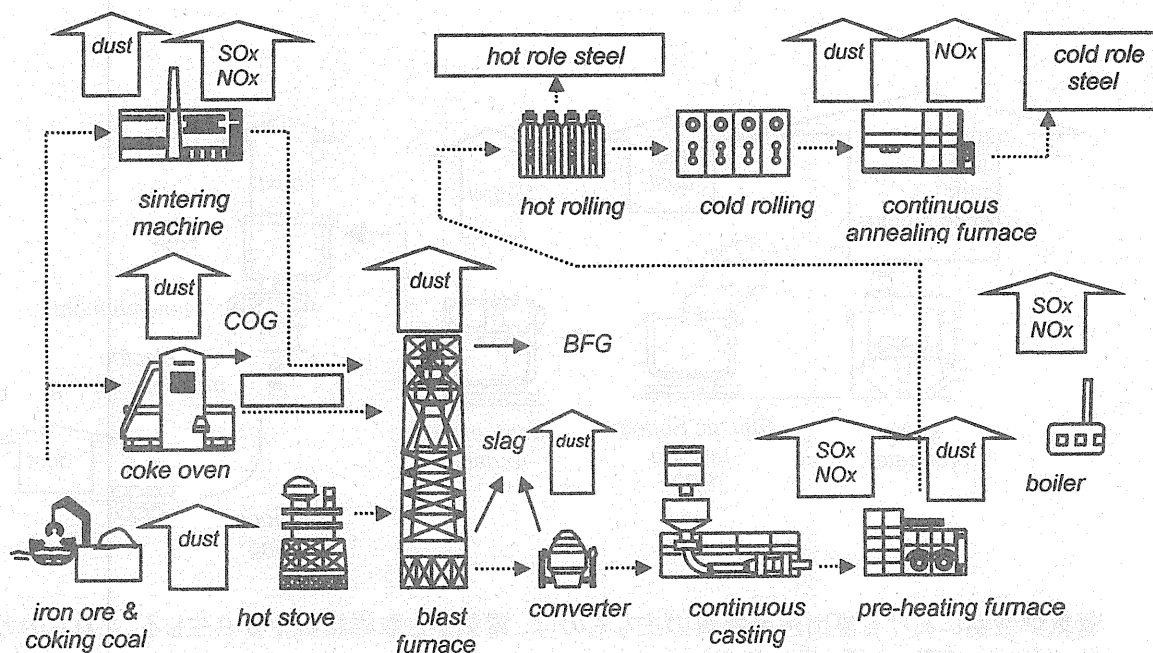 dust
SOx
NOx
hot role steel
dust
NOx
cold role
steel
sintering
machine
hot rolling
cold rolling
continuous
annealing furnace
dust
COG
dust
BFG
SOx
NOx
coke oven
slag
dust
SOx
NOx
dust
boiler
dust
iron ore &
coking coal
hot stove
blast
furnace
converter
continuous
casting
pre-heating furnace